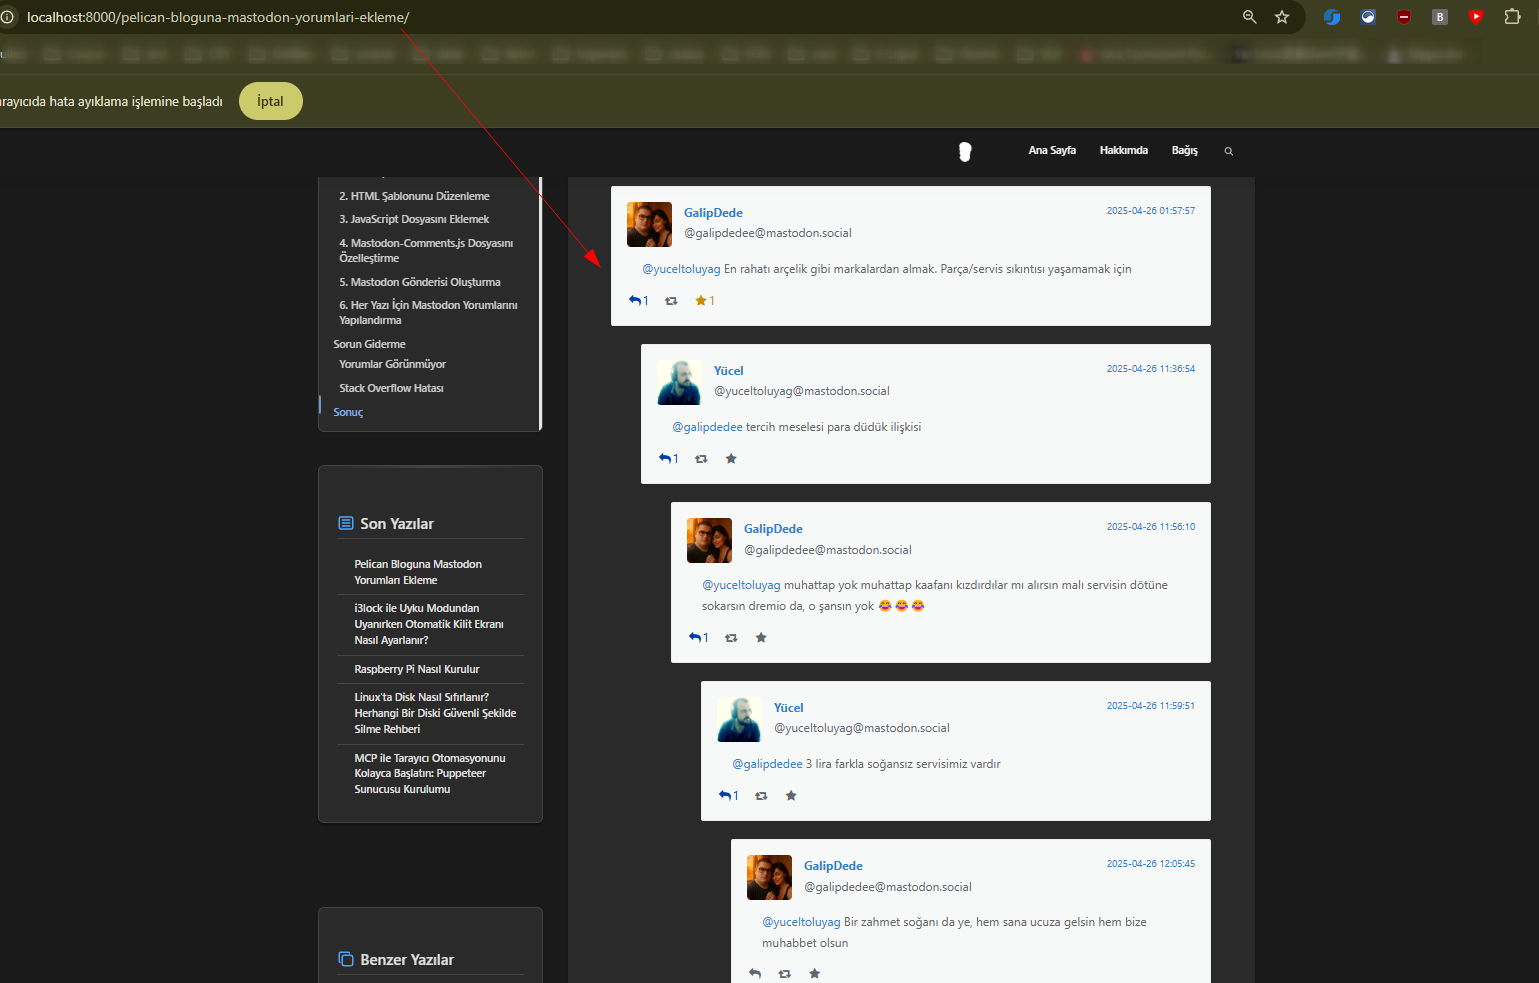 localhost:8000/pelican-bloguna-mastodon-yorumlari-ekleme/
B
arayıcıda hata ayıklama işlemine başladı
İptal
Ana Sayfa
Hakkımda
Bağış
2. HTML Şablonunu Düzenleme
3. JavaScript Dosyasını Eklemek
4. Mastodon-Comments.js Dosyasını
Özelleştirme
5. Mastodon Gönderisi Oluşturma
6. Her Yazı İçin Mastodon Yorumlarını
Yapılandırma
Sorun Giderme
Yorumlar Görünmüyor
Stack Overflow Hatası
Sonuç
Son Yazılar
Pelican Bloguna Mastodon
Yorumları Ekleme
i3lock ile Uyku Modundan
Uyanırken Otomatik Kilit Ekranı
Nasıl Ayarlanır?
Raspberry Pi Nasıl Kurulur
Linux'ta Disk Nasıl Sıfırlanır?
Herhangi Bir Diski Güvenli Şekilde
Silme Rehberi
MCP ile Tarayıcı Otomasyonunu
Kolayca Başlatın: Puppeteer
Sunucusu Kurulumu
Benzer Yazılar
GalipDede
2025-04-26 01:57:57
@galipdedee@mastodon.social
@yuceltoluyag En rahatı arçelik gibi markalardan almak. Parça/servis sıkıntısı yaşamamak için
1
1
Yücel
2025-04-26 11:36:54
@yuceltoluyag@mastodon.social
@galipdedee tercih meselesi para düdük ilişkisi
1
GalipDede
2025-04-26 11:56:10
@galipdedee@mastodon.social
@yuceltoluyag muhattap yok muhattap kaafanı kızdırdılar mı alırsın malı servisin dötüne
sokarsın dremio da, o şansın yok 😂😂😂
1
Yücel
2025-04-26 11:59:51
@yuceltoluyag@mastodon.social
@galipdedee 3 lira farkla soğansız servisimiz vardır
1
GalipDede
2025-04-26 12:05:45
@galipdedee@mastodon.social
@yuceltoluyag Bir zahmet soğanı da ye, hem sana ucuza gelsin hem bize
muhabbet olsun